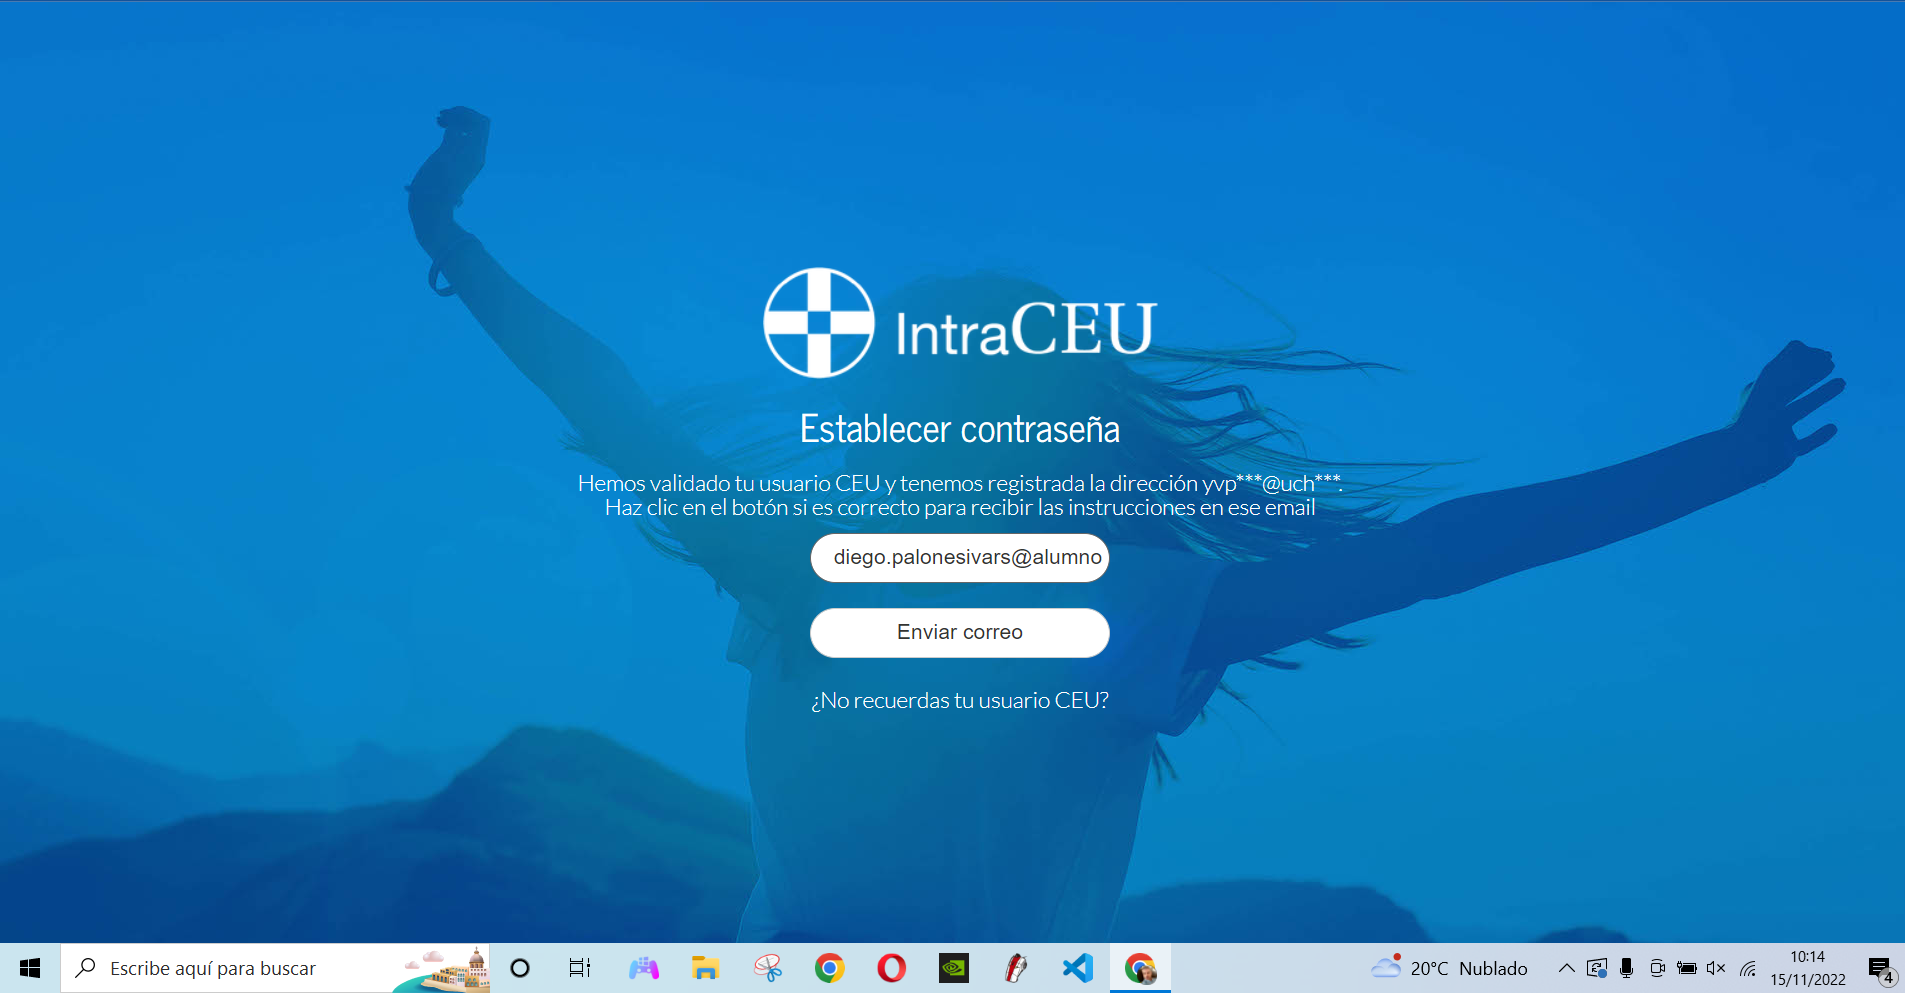 IntraCEU
Establecer contraseña
Hemos validado tu usuario CEU y tenemos registrada la dirección yvp***@uch***.
Haz clic en el botón si es correcto para recibir las instrucciones en ese email
diego.palonesivars@alumno
Enviar correo
¿No recuerdas tu usuario CEU?
Escribe aquí para buscar
20°C Nublado
10:14
15/11/2022
4